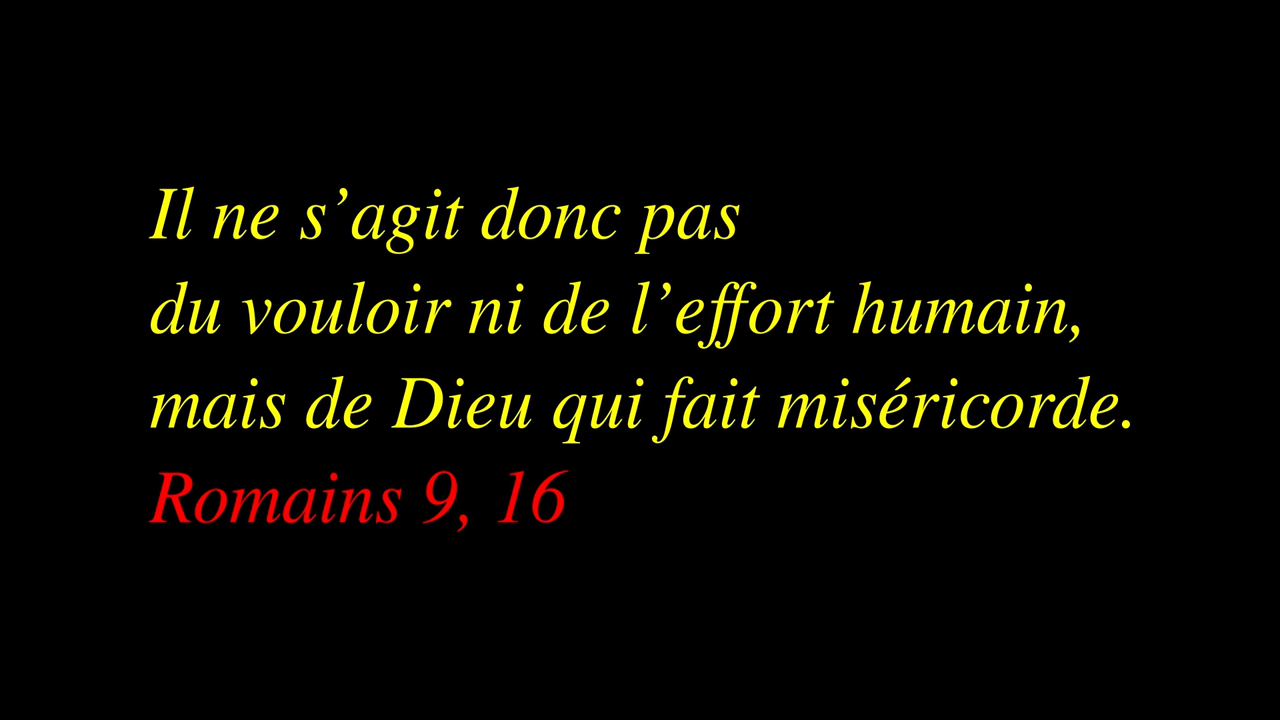 Il ne s’agit donc pas
du vouloir ni de l’effort humain,
mais de Dieu qui fait miséricorde.
Romains 9, 16